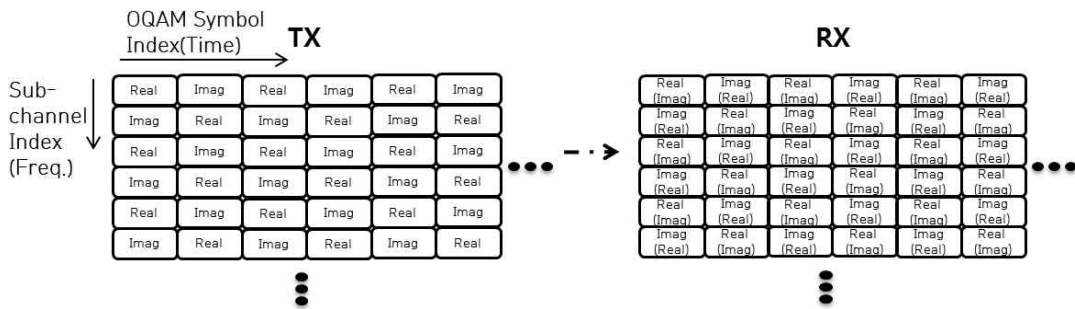 OQAM Symbol
Index(Time)
TX
RX
Sub-
channel
Index
(Freq.)
Real Imag Real Imag Real Imag
Imag Real Imag Real Imag Real
Real Imag Real Imag Real Imag
Imag Real Imag Real Imag Real
Real Imag Real Imag Real Imag
Imag Real Imag Real Imag Real
Real Imag Real Imag Real Imag
(Imag) (Real) (Imag) (Real) (Imag) (Real)
Imag Real Imag Real Imag Real
(Real) (Imag) (Real) (Imag) (Real) (Imag)
Real Imag Real Imag Real Imag
(Imag) (Real) (Imag) (Real) (Imag) (Real)
Imag Real Imag Real Imag Real
(Real) (Imag) (Real) (Imag) (Real) (Imag)
Real Imag Real Imag Real Imag
(Imag) (Real) (Imag) (Real) (Imag) (Real)
Imag Real Imag Real Imag Real
(Real) (Imag) (Real) (Imag) (Real) (Imag)